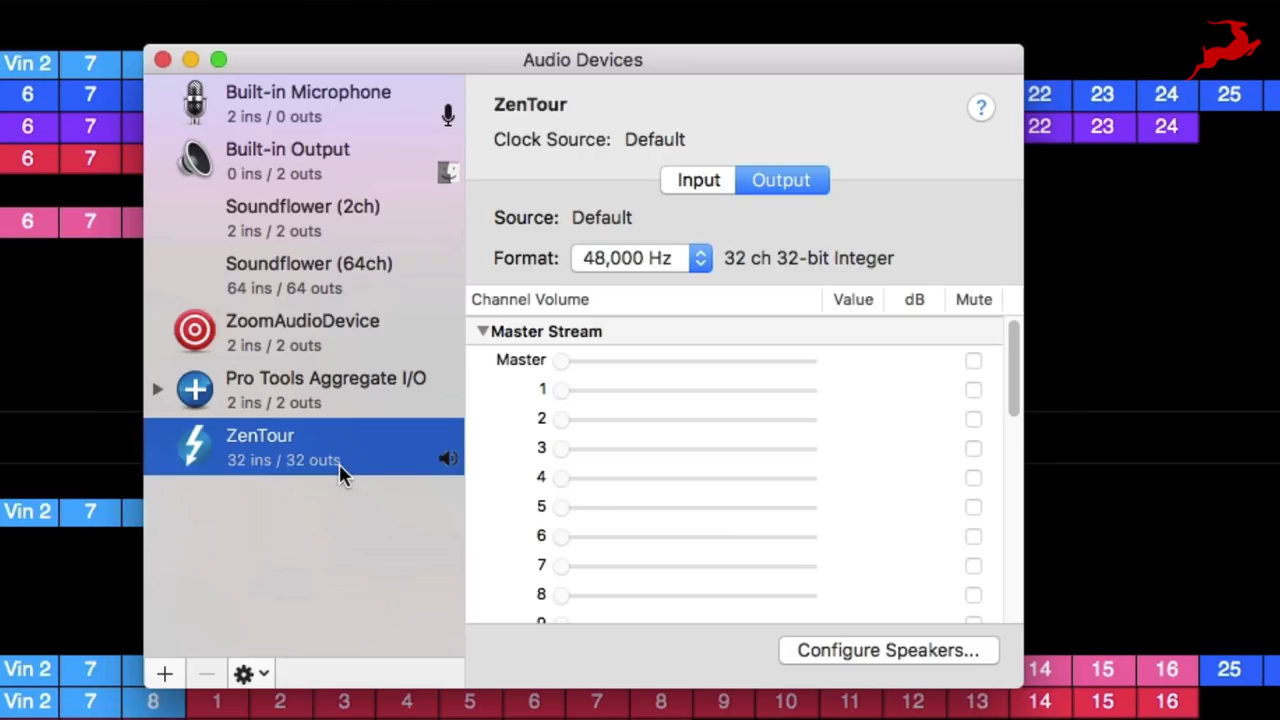 Audio Devices
Vin 2 7
6 7
6 7
6 7
6 7
22 23 24 25
22 23 24
Built-in Microphone
2 ins / 0 outs
Built-in Output
0 ins / 2 outs
Soundflower (2ch)
2 ins / 2 outs
Soundflower (64ch)
64 ins / 64 outs
ZoomAudioDevice
2 ins / 2 outs
Pro Tools Aggregate I/O
2 ins / 2 outs
ZenTour
32 ins / 32 outs
ZenTour
?
Clock Source: Default
Input Output
Source: Default
Format: 48,000 Hz 32 ch 32-bit Integer
Channel Volume Value dB Mute
Master Stream
Master
1
2
3
4
5
6
7
8
9
Configure Speakers...
Vin 2 7
Vin 2 7
14 15 16 25
Vin 2 7 8 1 2 3 4 5 6 7 8 9 10 11 12 13 14 15 16